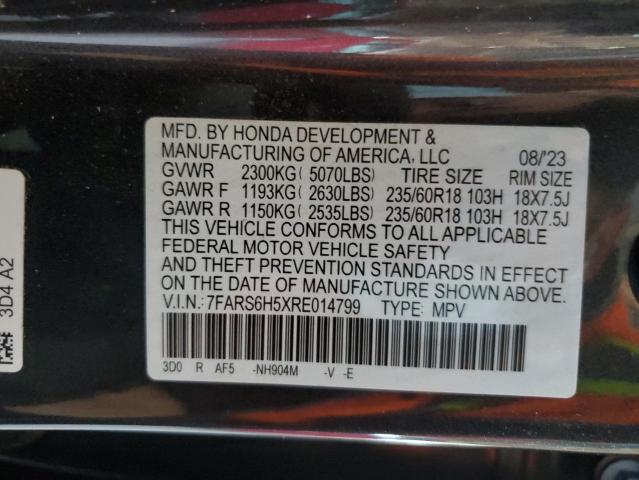 MFD. BY HONDA DEVELOPMENT &
MANUFACTURING OF AMERICA, LLC 08/'23
GVWR 2300KG( 5070LBS) TIRE SIZE RIM SIZE
GAWR F 1193KG( 2630LBS) 235/60R18 103H 18X7.5J
GAWR R 1150KG( 2535LBS) 235/60R18 103H 18X7.5J
THIS VEHICLE CONFORMS TO ALL APPLICABLE
FEDERAL MOTOR VEHICLE SAFETY
AND THEFT PREVENTION STANDARDS IN EFFECT
ON THE DATE OF MANUFACTURE SHOWN ABOVE.
V.I.N.:7FARS6H5XRE014799 TYPE: MPV
3D0 R AF5 -NH904M -V -E
3D4 A2